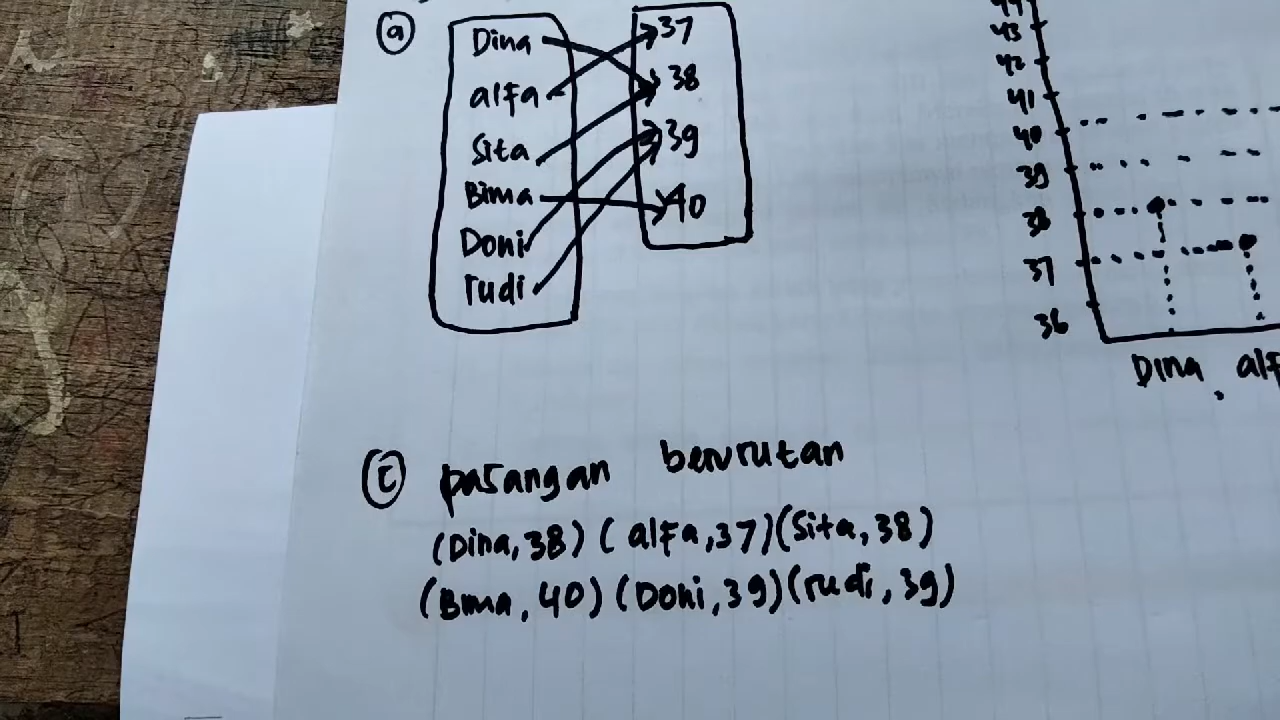 a
Dina
alfa
Sita
Bima
Doni
rudi
37
38
39
40
43
42
41
40
39
38
37
36
Dina
c pasangan berurutan
(Dina, 38) (alfa, 37) (Sita, 38)
(Bima, 40) (Doni, 39) (rudi, 39)